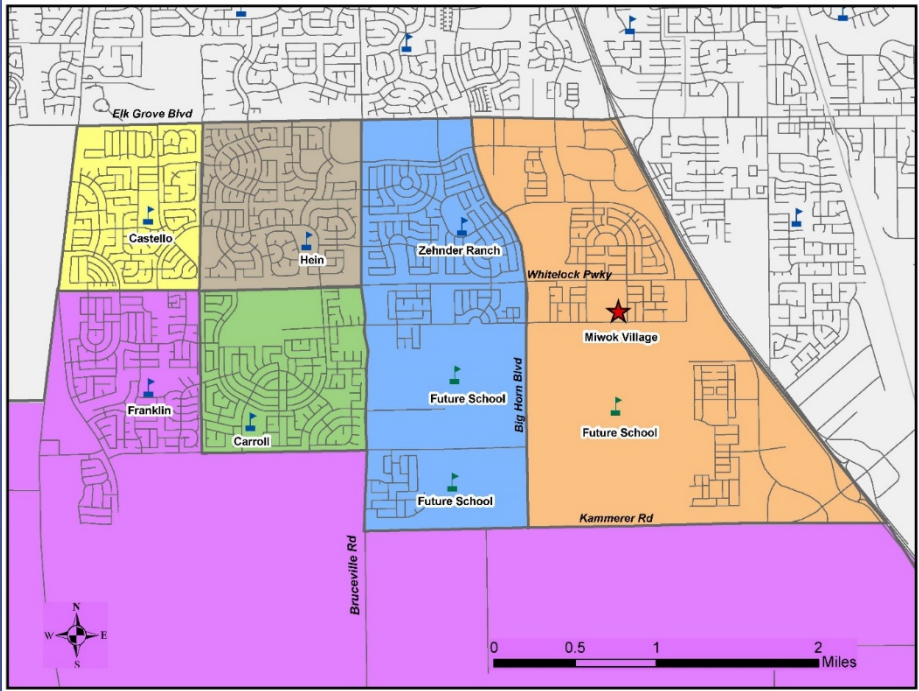 Elk Grove Blvd
Castello
Hein
Zehnder Ranch
Whitelock Pwky
Miwok Village
Franklin
Carroll
Future School
Big Horn Blvd
Future School
Future School
Kammerer Rd
Bruceville Rd
N
W E
S
0 0.5 1 2
Miles